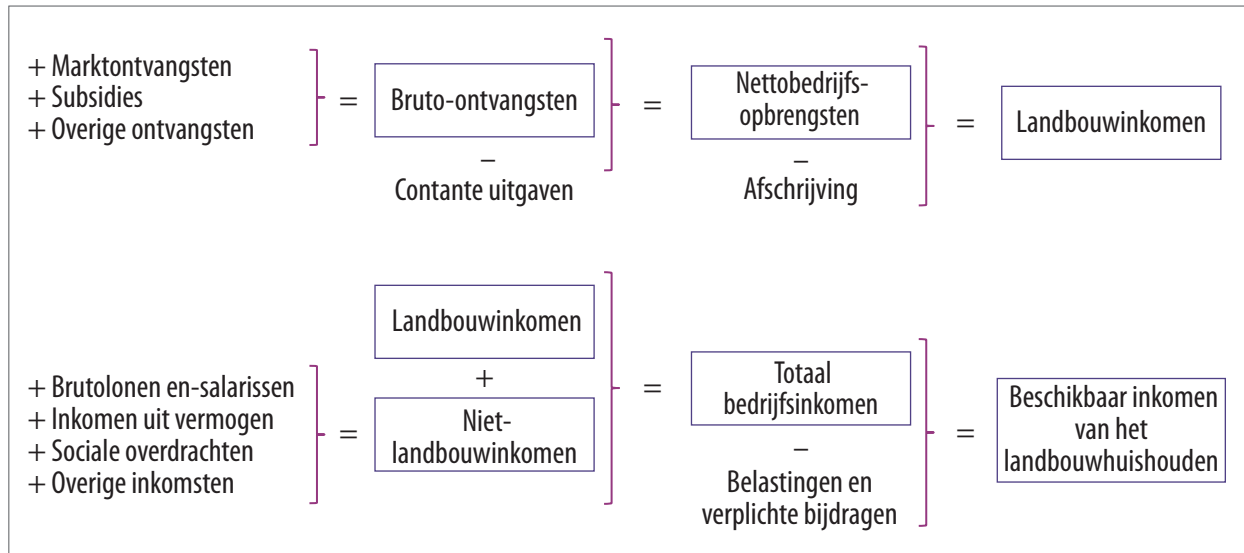 + Marktontvangsten
+ Subsidies
+ Overige ontvangsten
=
Bruto-ontvangsten
–
Contante uitgaven
=
Nettobedrijfs-
opbrengsten
–
Afschrijving
=
Landbouwinkomen
+ Brutolonen en-salarissen
+ Inkomen uit vermogen
+ Sociale overdrachten
+ Overige inkomsten
=
Landbouwinkomen
+
Niet-
landbouwinkomen
=
Totaal
bedrijfsinkomen
–
Belastingen en
verplichte bijdragen
=
Beschikbaar inkomen
van het
landbouwhuishouden